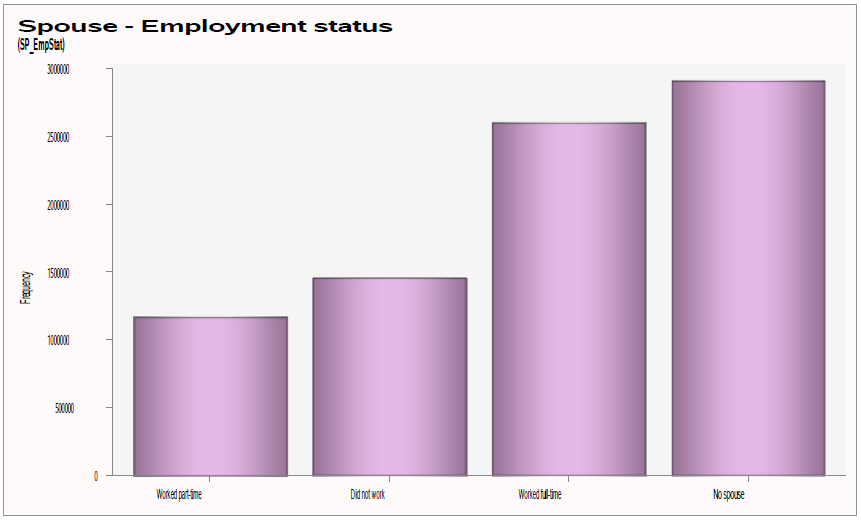 Spouse - Employment status
(SP_EmpStat)
3000000
2500000
2000000
1500000
1000000
500000
0
Frequency
Worked part-time
Did not work
Worked full-time
No spouse